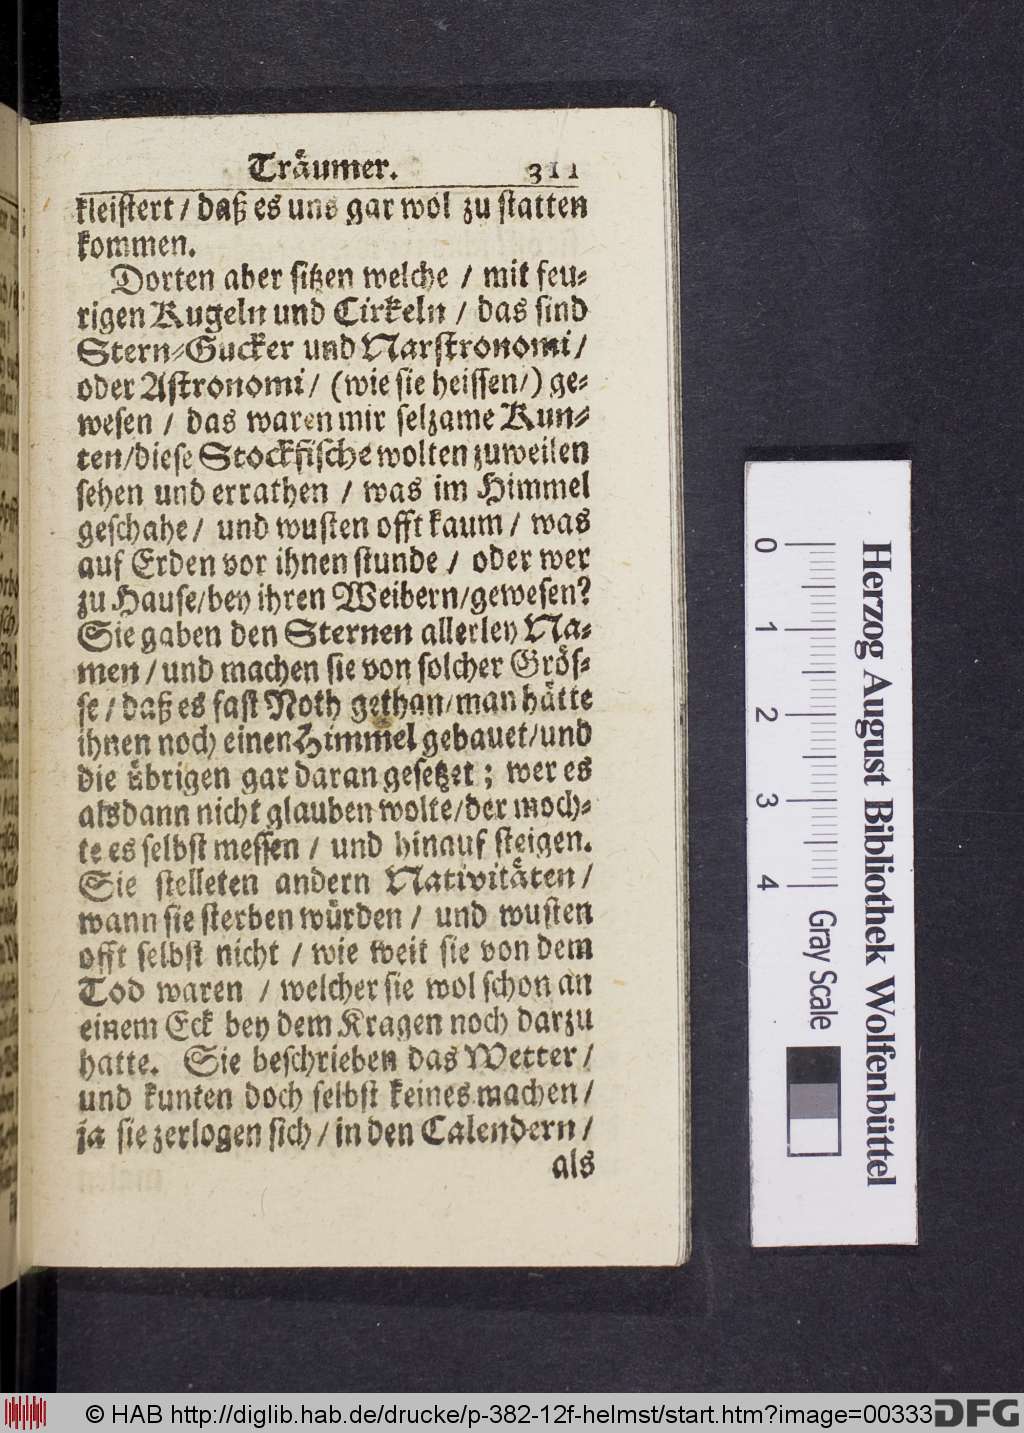 Träumer. 311
kleistert / daß es uns gar wol zu statten
kommen.
Dorten aber sitzen welche / mit feu-
rigen Kugeln und Cirkeln / das sind
Stern-Gucker und Narstronomi /
oder Astronomi / (wie sie heissen /) ge-
wesen / das waren mir selzame Kun-
ten / diese Stockfische wolten zuweilen
sehen und errathen / was im Himmel
geschahe / und wusten offt kaum / was
auf Erden vor ihnen stunde / oder wer
zu Hause / bey ihren Weibern / gewesen?
Sie gaben den Sternen allerley Na-
men / und machen sie von solcher Grös-
se / daß es fast Noth gethan / man hätte
ihnen noch einen Himmel gebauet / und
die übrigen gar daran gesetzet ; wer es
alsdann nicht glauben wolte / der moch-
te es selbst messen / und hinauf steigen.
Sie stelleten andern Nativitäten /
wann sie sterben würden / und wusten
offt selbst nicht / wie weit sie von dem
Tod waren / welcher sie wol schon an
einem Eck bey dem Kragen noch darzu
hatte. Sie beschrieben das Wetter /
und kunten doch selbst keines machen /
ja sie zerlogen sich / in den Calendern /
als
Herzog August Bibliothek Wolfenbüttel
0 1 2 3 4 Gray Scale
© HAB http://diglib.hab.de/drucke/p-382-12f-helmst/start.htm?image=00333
DFG